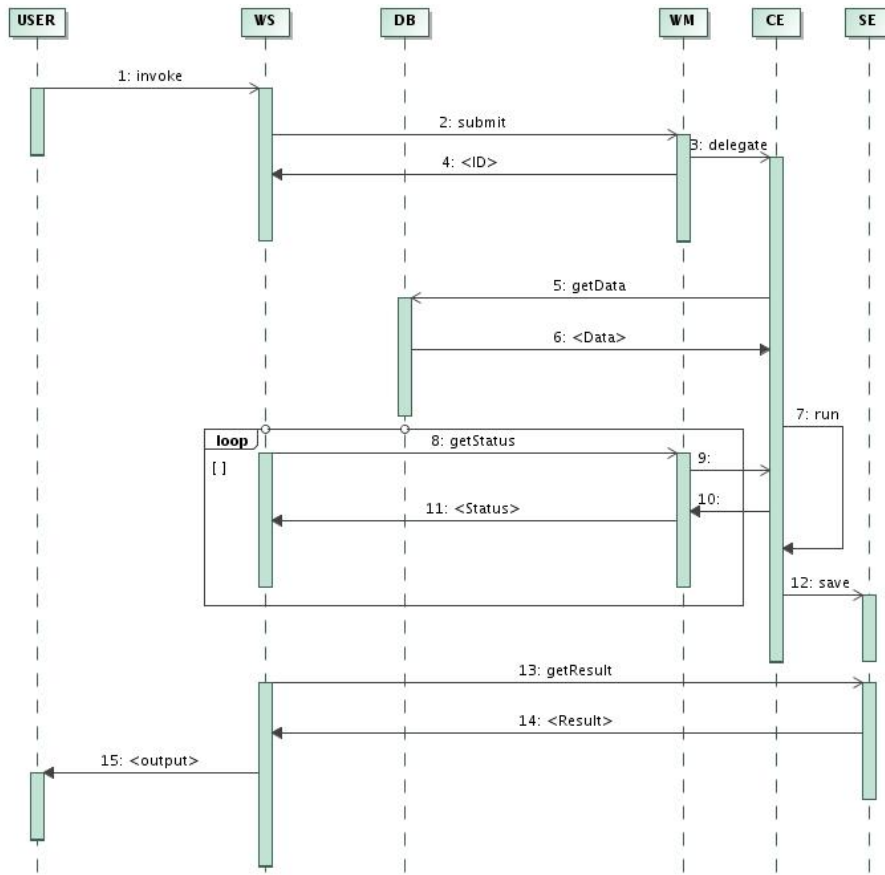 USER WS DB WM CE SE
1: invoke
2: submit
3: delegate
4: <ID>
5: getData
6: <Data>
7: run
loop
8: getStatus
[ ]
9:
10:
11: <Status>
12: save
13: getResult
14: <Result>
15: <output>